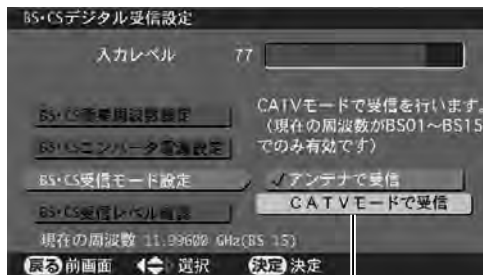 BS・CSデジタル受信設定
入力レベル 77
BS・CS衛星周波数設定
BS・CSコンバータ電源設定
BS・CS受信モード設定
BS・CS受信レベル確認
CATVモードで受信を行います。
（現在の周波数がBS01～BS15
でのみ有効です）
✓アンテナで受信
CATVモードで受信
現在の周波数 11.99600 GHz(BS 15)
戻る 前画面 選択 決定 決定